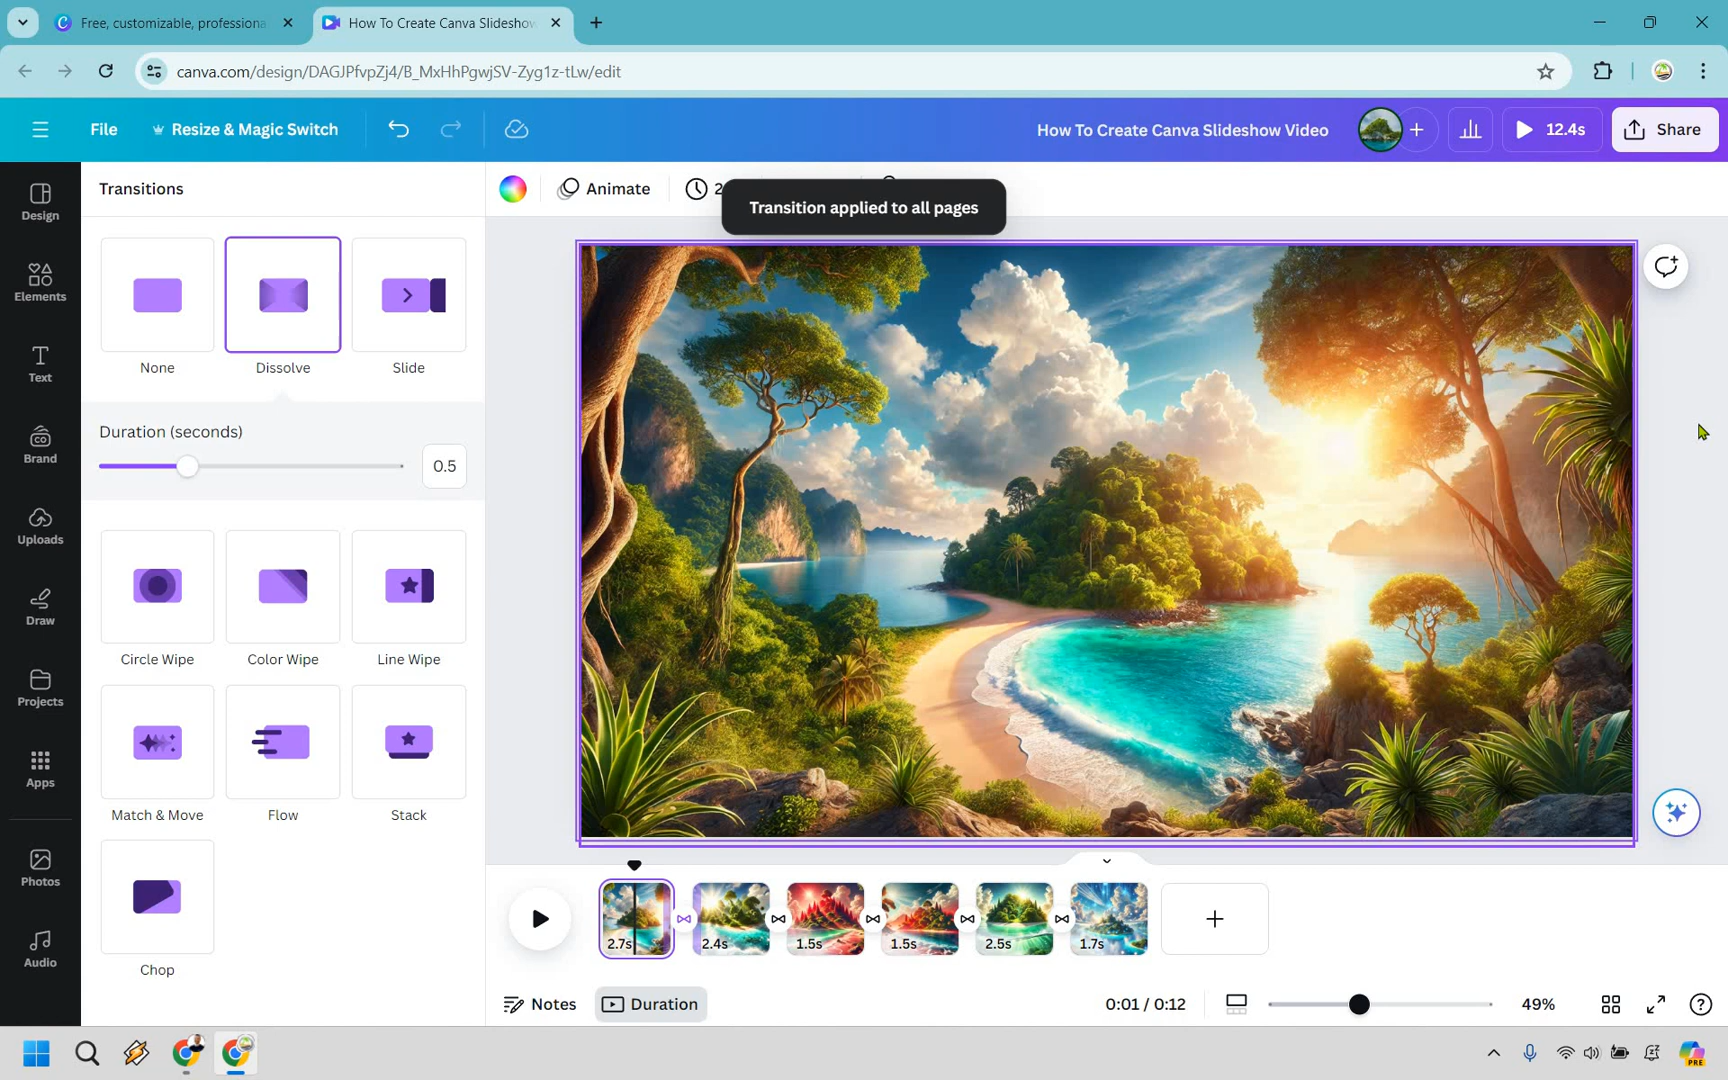 Free, customizable, professiona
How To Create Canva Slideshow
canva.com/design/DAGJPfvpZj4/B_MxHhPgwjSV-Zyg1z-tLw/edit
File
Resize & Magic Switch
How To Create Canva Slideshow Video
12.4s
Share
Design
Elements
Text
Brand
Uploads
Draw
Projects
Apps
Photos
Audio
Transitions
None
Dissolve
Slide
Duration (seconds)
0.5
Circle Wipe
Color Wipe
Line Wipe
Match & Move
Flow
Stack
Chop
Animate
2
Transition applied to all pages
2.7s
2.4s
1.5s
1.5s
2.5s
1.7s
Notes
Duration
0:01 / 0:12
49%
PRE